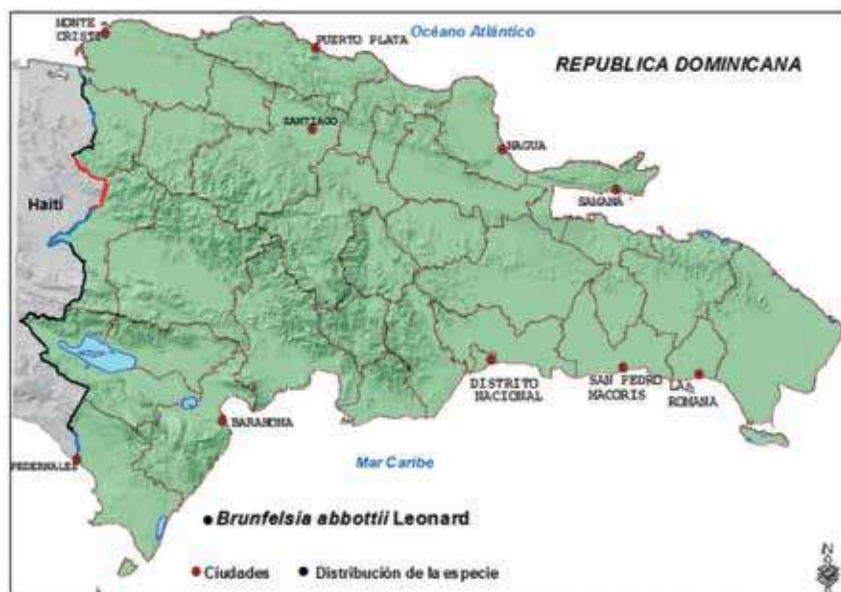 MONTE
CRISTI
PUERTO PLATA
Océano Atlántico
REPUBLICA DOMINICANA
SANTIAGO
NAGUA
SAMANA
Haití
DISTRITO
NACIONAL
SAN PEDRO
MACORIS
LA
ROMANA
BARAHONA
PEDERNALES
Mar Caribe
Brunfelsia abbottii Leonard
Ciudades
Distribución de la especie
N